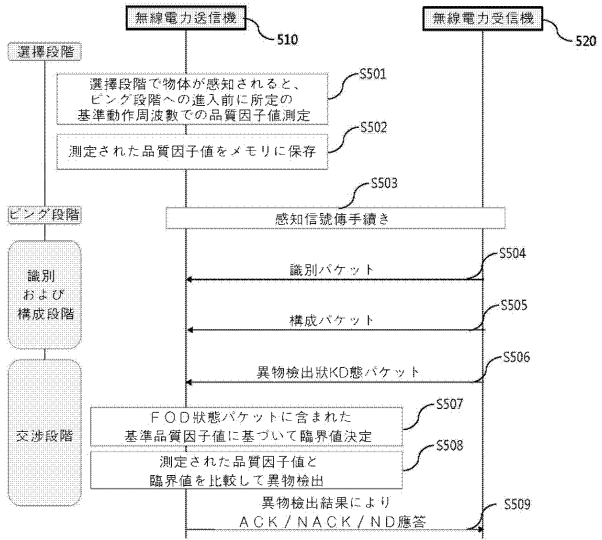 無線電力送信機
510
無線電力受信機
520
選擇段階
S501
選擇段階で物体が感知されると、
ピング段階への進入前に所定の
基準動作周波數での品質因子値測定
S502
測定された品質因子値をメモリに保存
S503
ピング段階
感知信號傳手続き
S504
識別パケット
識別
および
構成段階
S505
構成パケット
S506
異物檢出狀KD態パケット
S507
FOD狀態パケットに含まれた
基準品質因子値に基づいて臨界値決定
交渉段階
S508
測定された品質因子値と
臨界値を比較して異物檢出
異物檢出結果により
S509
ACK/NACK/ND應答